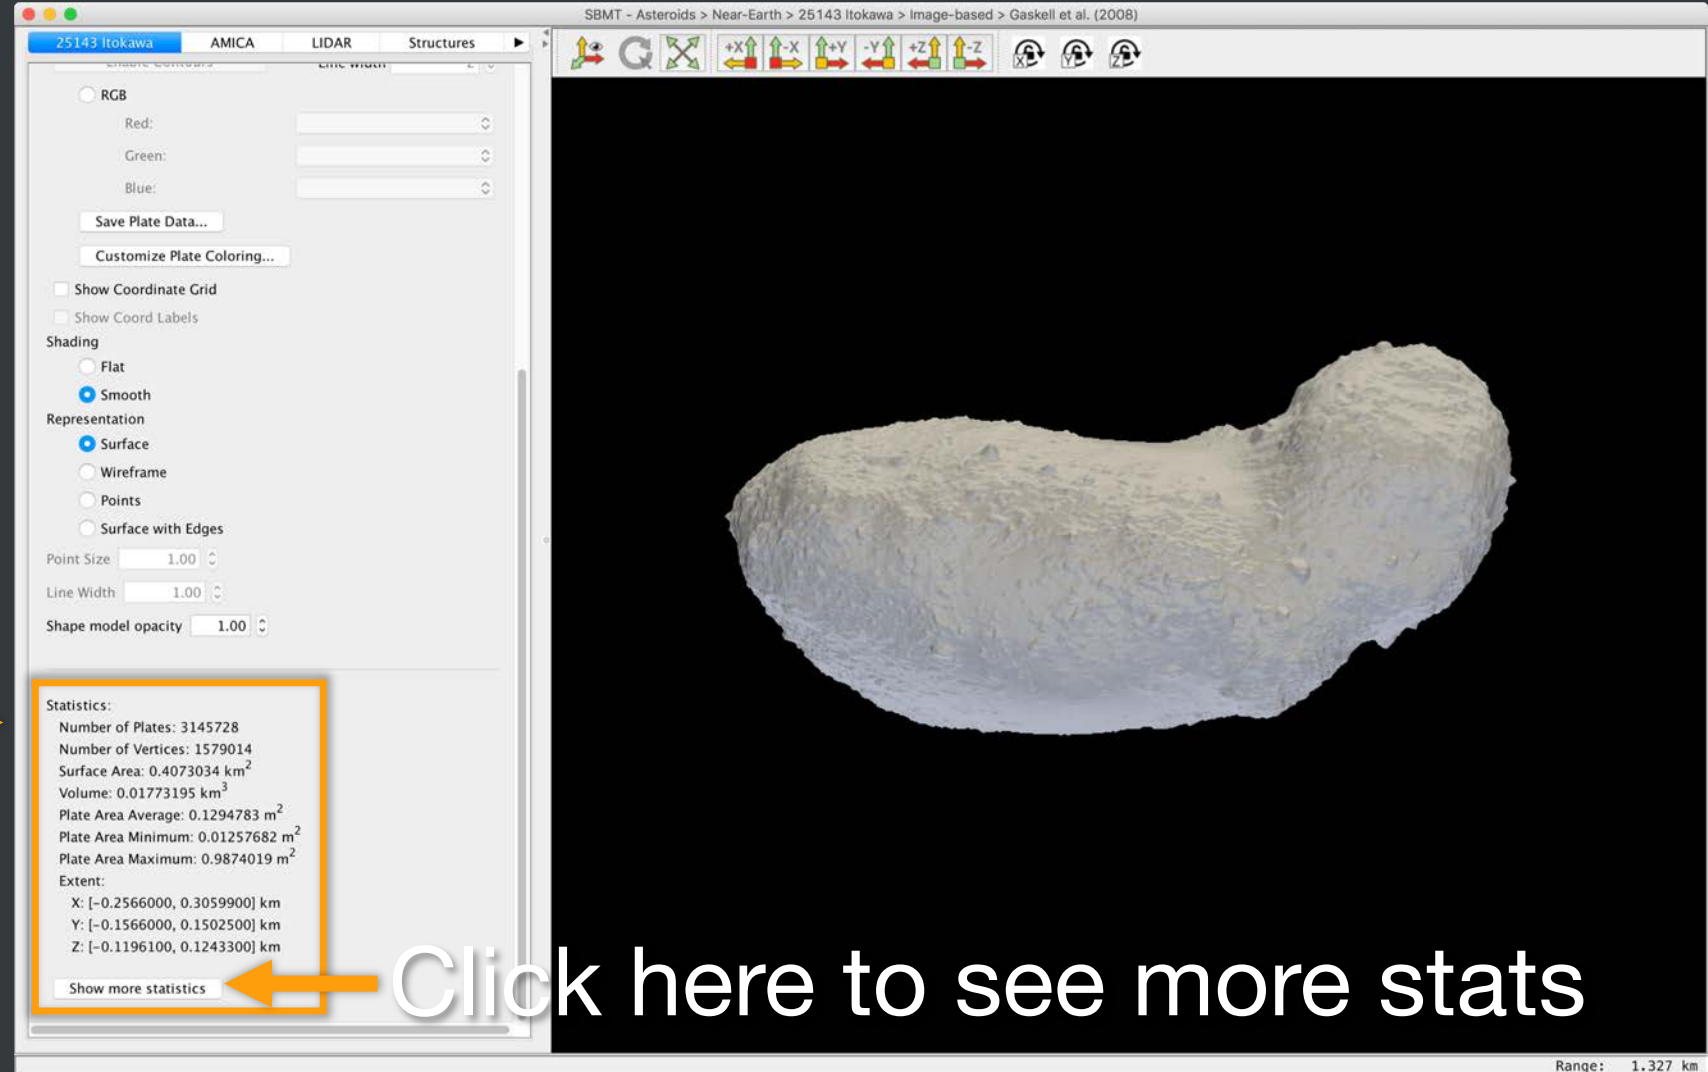 SBMT - Asteroids > Near-Earth > 25143 Itokawa > Image-based > Gaskell et al. (2008)
25143 Itokawa AMICA LIDAR Structures
+X -X +Y -Y +Z -Z X Y Z
Enable Contours Line Width 2
RGB
Red:
Green:
Blue:
Save Plate Data...
Customize Plate Coloring...
Show Coordinate Grid
Show Coord Labels
Shading
Flat
Smooth
Representation
Surface
Wireframe
Points
Surface with Edges
Point Size 1.00
Line Width 1.00
Shape model opacity 1.00
Statistics:
Number of Plates: 3145728
Number of Vertices: 1579014
Surface Area: 0.4073034 km²
Volume: 0.01773195 km³
Plate Area Average: 0.1294783 m²
Plate Area Minimum: 0.01257682 m²
Plate Area Maximum: 0.9874019 m²
Extent:
X: [-0.2566000, 0.3059900] km
Y: [-0.1566000, 0.1502500] km
Z: [-0.1196100, 0.1243300] km
Show more statistics
Click here to see more stats
Range: 1.327 km